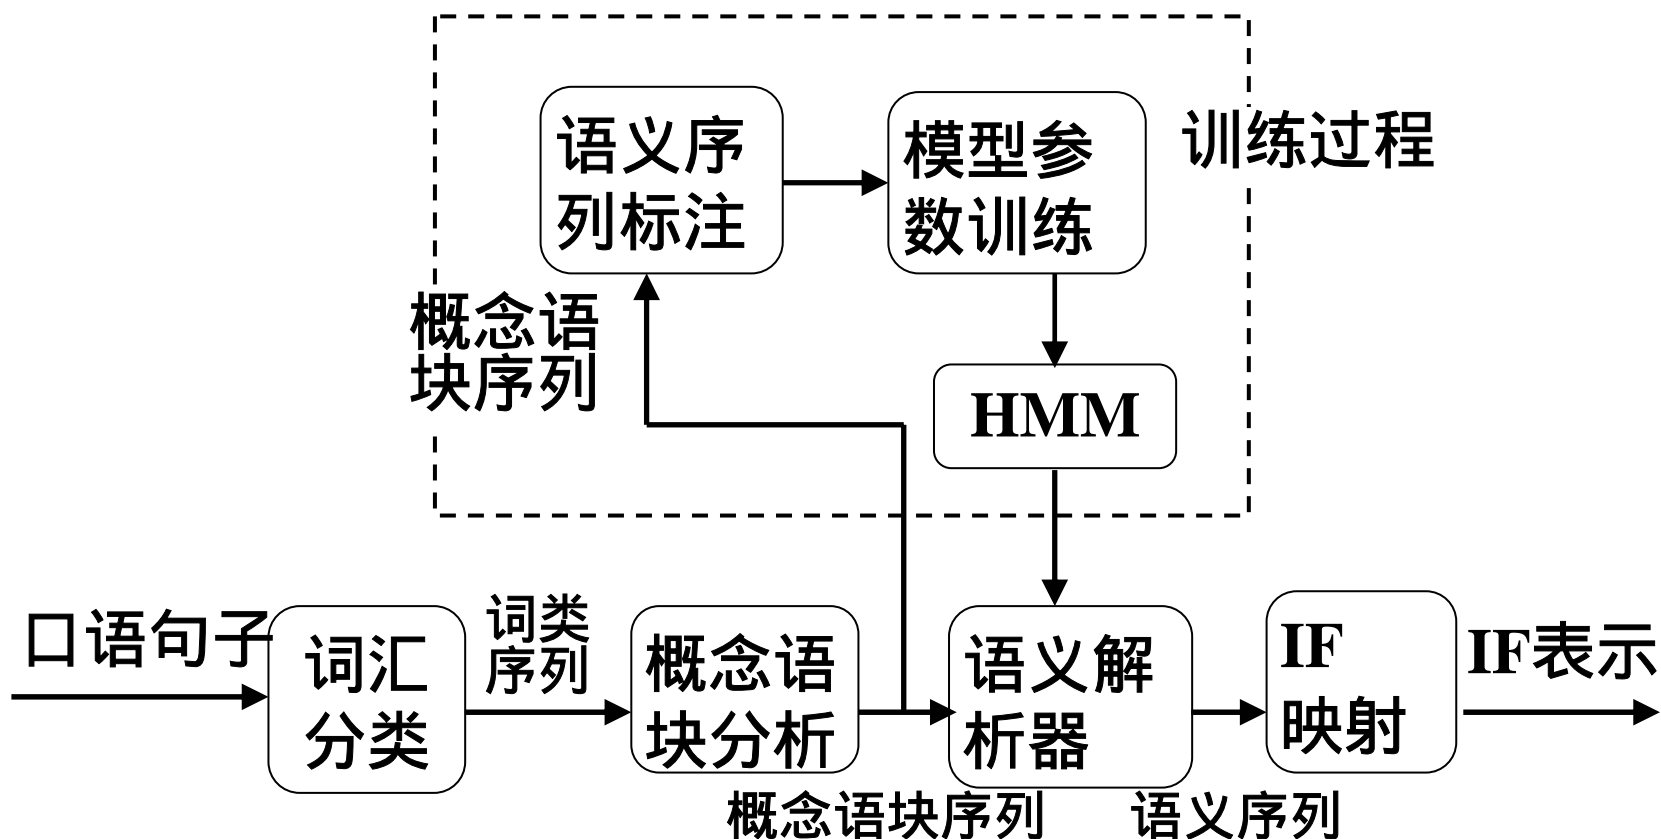 语义序
列标注
模型参
数训练
训练过程
概念语
块序列
HMM
口语句子
词汇
分类
词类
序列
概念语
块分析
语义解
析器
IF
映射
IF表示
概念语块序列
语义序列